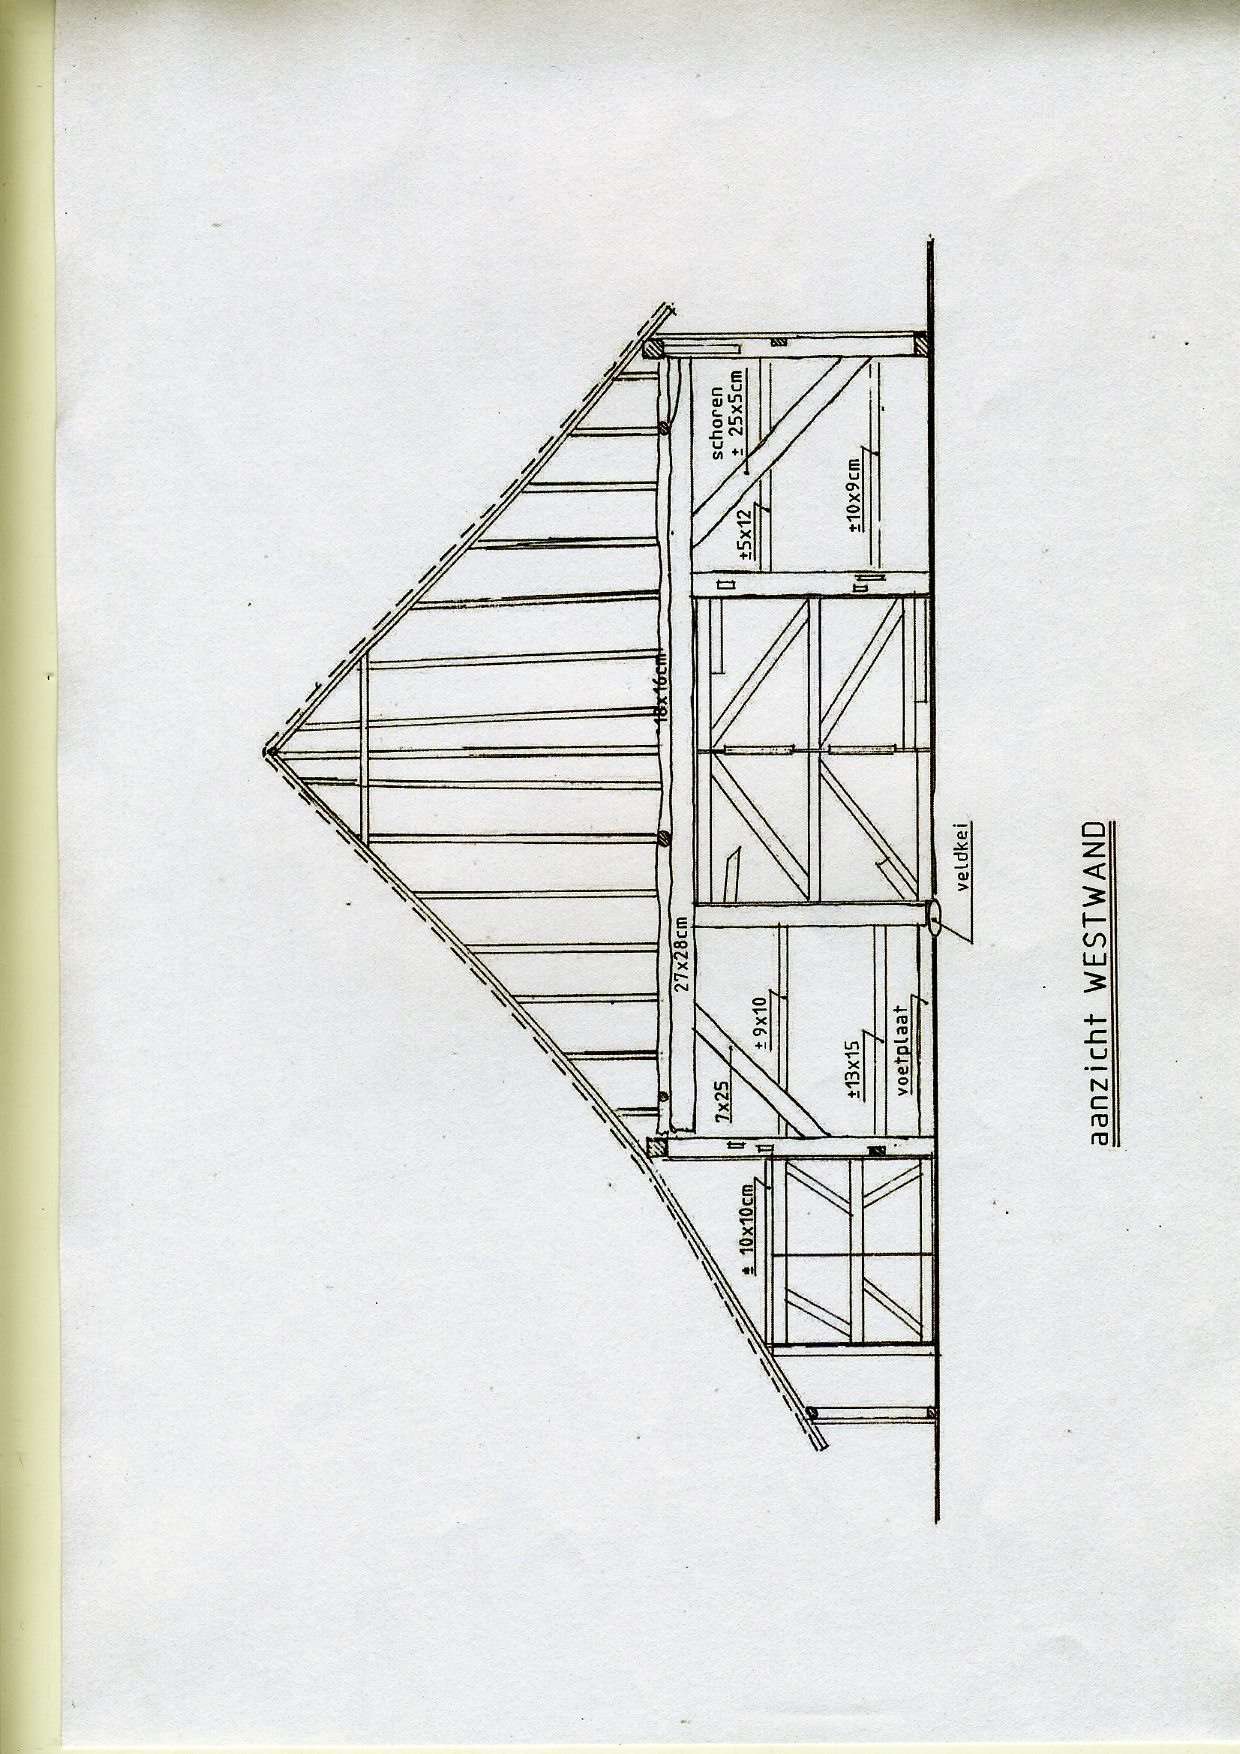 18x16cm
27x28cm
± 10x10cm
7x25
± 9x10
±13x15
voetplaat
veldkei
±5x12
schoren
± 25x5cm
±10x9cm
aanzicht WESTWAND